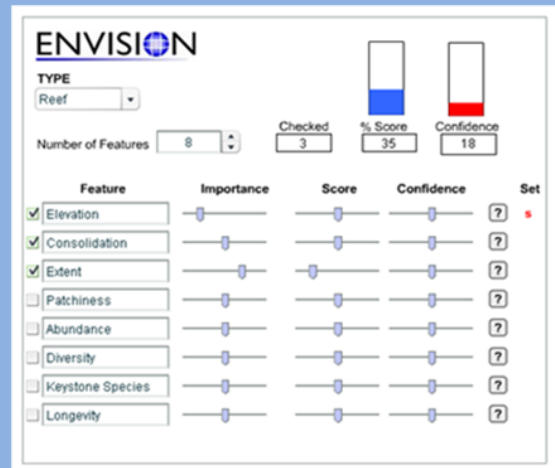 ENVISION
TYPE
Reef
Number of Features 8
Checked
3
% Score
35
Confidence
18
Feature Importance Score Confidence Set
Elevation ? s
Consolidation ?
Extent ?
Patchiness ?
Abundance ?
Diversity ?
Keystone Species ?
Longevity ?